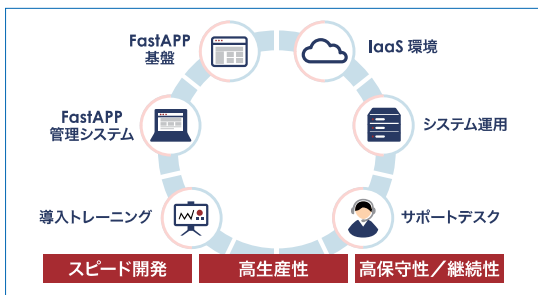 FastAPP
基盤
IaaS 環境
FastAPP
管理システム
システム運用
導入トレーニング
サポートデスク
スピード開発
高生産性
高保守性／継続性